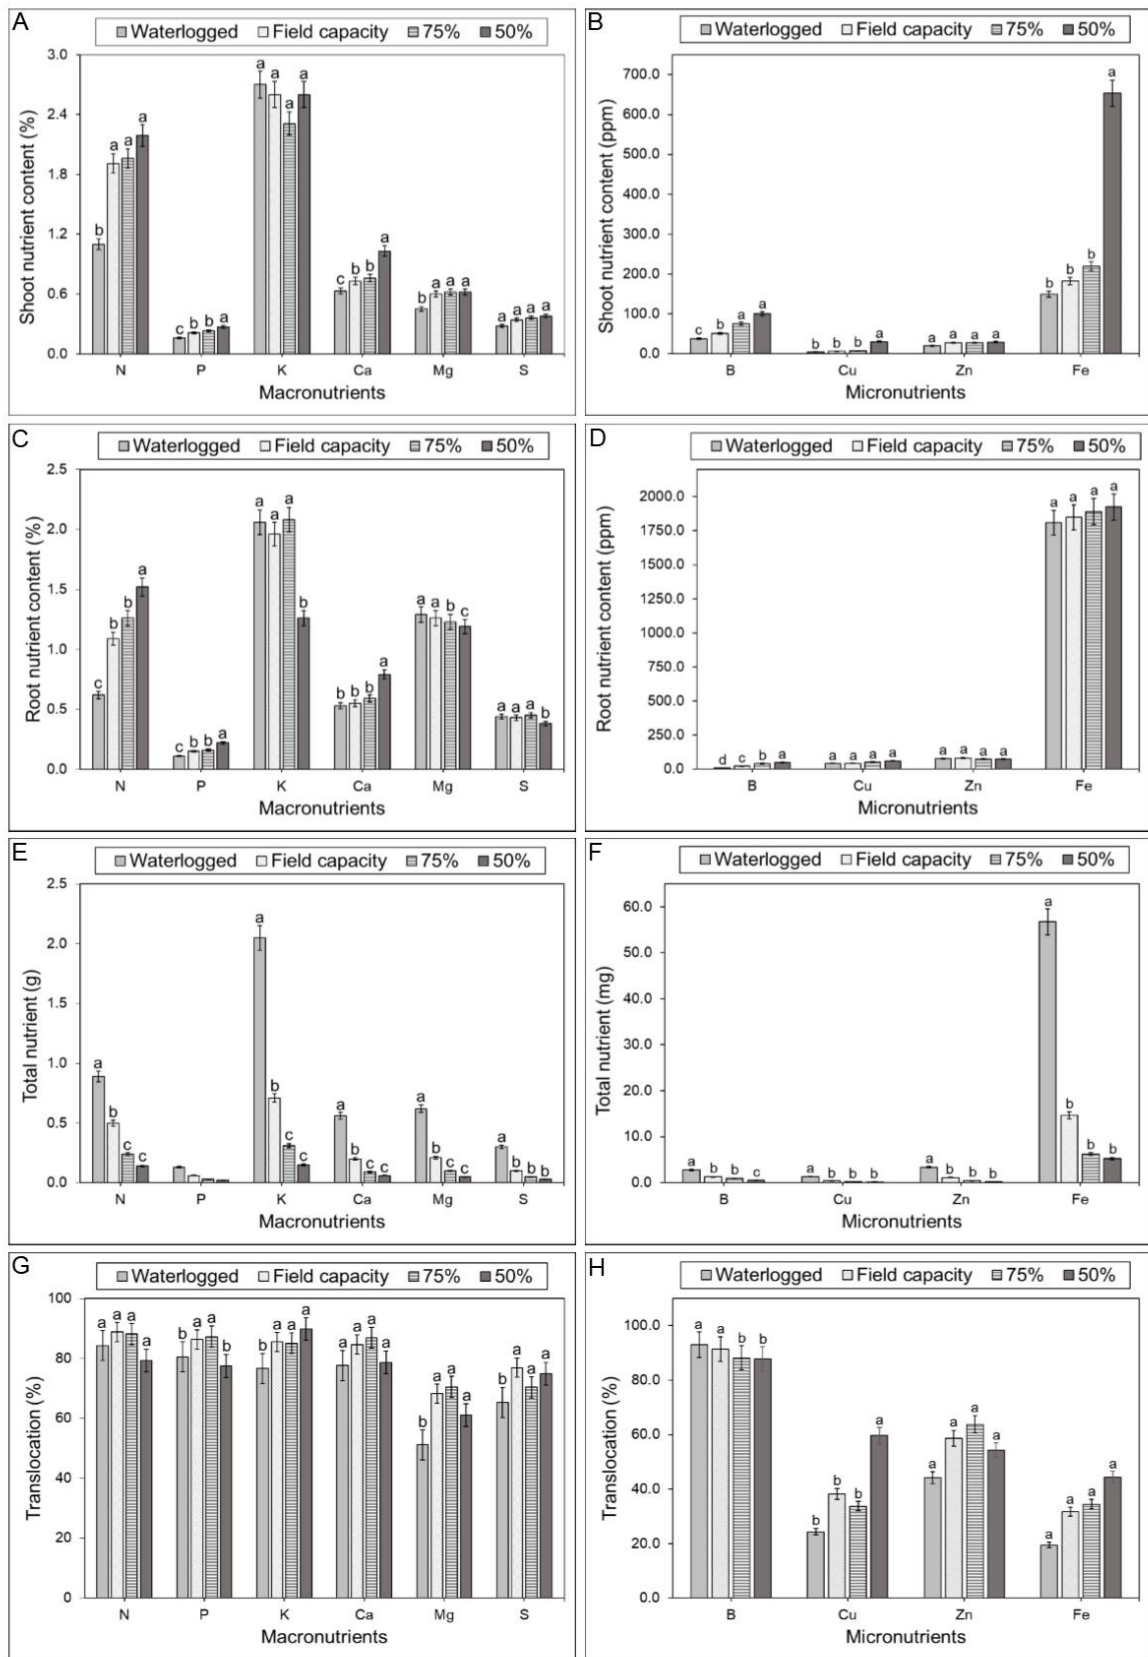 A
Waterlogged Field capacity 75% 50%
Shoot nutrient content (%)
3.0
2.4
1.8
1.2
0.6
0.0
b a a a
c b b a
a a a a
c b b a
b a a a
a a a a
N P K Ca Mg S
Macronutrients
B
Waterlogged Field capacity 75% 50%
Shoot nutrient content (ppm)
700.0
600.0
500.0
400.0
300.0
200.0
100.0
0.0
c b a a
b b b a
a a a a
b b b a
B Cu Zn Fe
Micronutrients
C
Waterlogged Field capacity 75% 50%
Root nutrient content (%)
2.5
2.0
1.5
1.0
0.5
0.0
c b b a
c b b a
a a a b
b b b a
a a b c
a a a b
N P K Ca Mg S
Macronutrients
D
Waterlogged Field capacity 75% 50%
Root nutrient content (ppm)
2000.0
1750.0
1500.0
1250.0
1000.0
750.0
500.0
250.0
0.0
d c b a
a a a a
a a a a
a a a a
B Cu Zn Fe
Micronutrients
E
Waterlogged Field capacity 75% 50%
Total nutrient (g)
2.5
2.0
1.5
1.0
0.5
0.0
a b c c
a b c c
a b c c
a b c c
a b b b
N P K Ca Mg S
Macronutrients
F
Waterlogged Field capacity 75% 50%
Total nutrient (mg)
60.0
50.0
40.0
30.0
20.0
10.0
0.0
a b b c
a b b b
a b b b
a b b b
B Cu Zn Fe
Micronutrients
G
Waterlogged Field capacity 75% 50%
Translocation (%)
100
80
60
40
20
0
a a a a
b a a b
b a a a
a a a a
b a a a
b a a a
N P K Ca Mg S
Macronutrients
H
Waterlogged Field capacity 75% 50%
Translocation (%)
100.0
80.0
60.0
40.0
20.0
0.0
a a b b
b b b a
a a a a
a a a a
B Cu Zn Fe
Micronutrients